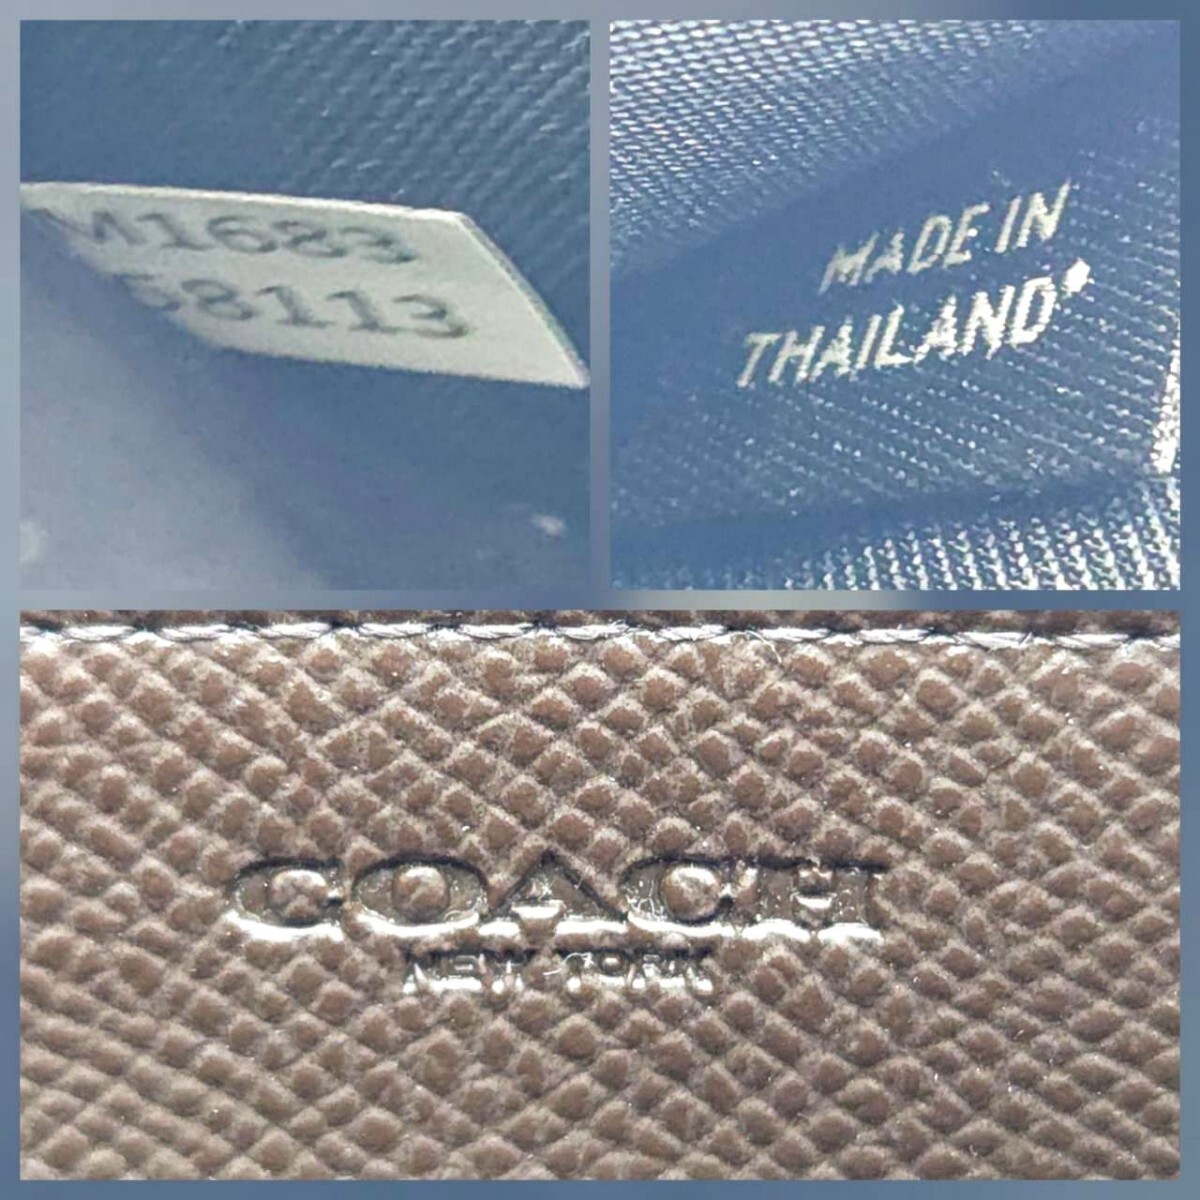 M1683
58113
MADE IN
THAILAND*
COACH
NEW YORK